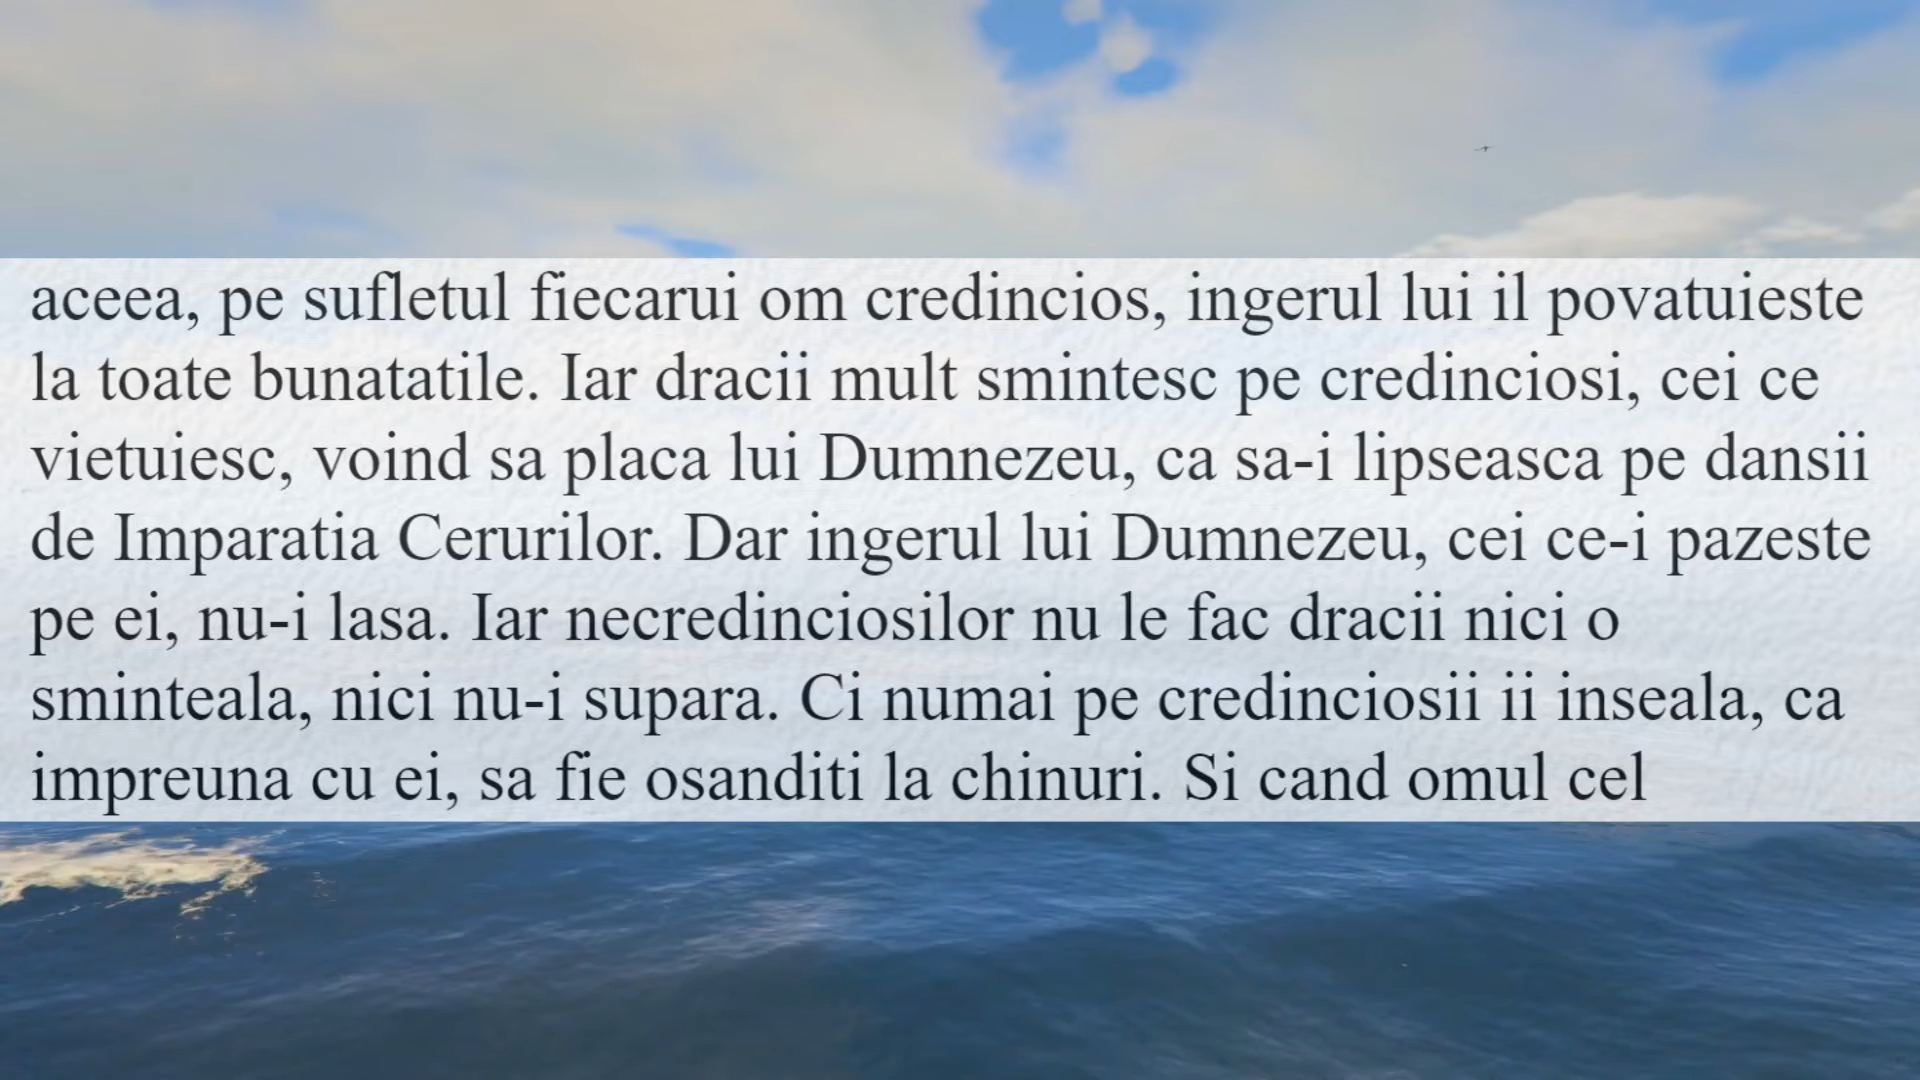 aceea, pe sufletul fiecarui om credincios, ingerul lui il povatuieste
la toate bunatatile. Iar dracii mult smintesc pe credinciosi, cei ce
vietuiesc, voind sa placa lui Dumnezeu, ca sa-i lipseasca pe dansii
de Imparatia Cerurilor. Dar ingerul lui Dumnezeu, cei ce-i pazeste
pe ei, nu-i lasa. Iar necredinciosilor nu le fac dracii nici o
sminteala, nici nu-i supara. Ci numai pe credinciosii ii inseala, ca
impreuna cu ei, sa fie osanditi la chinuri. Si cand omul cel